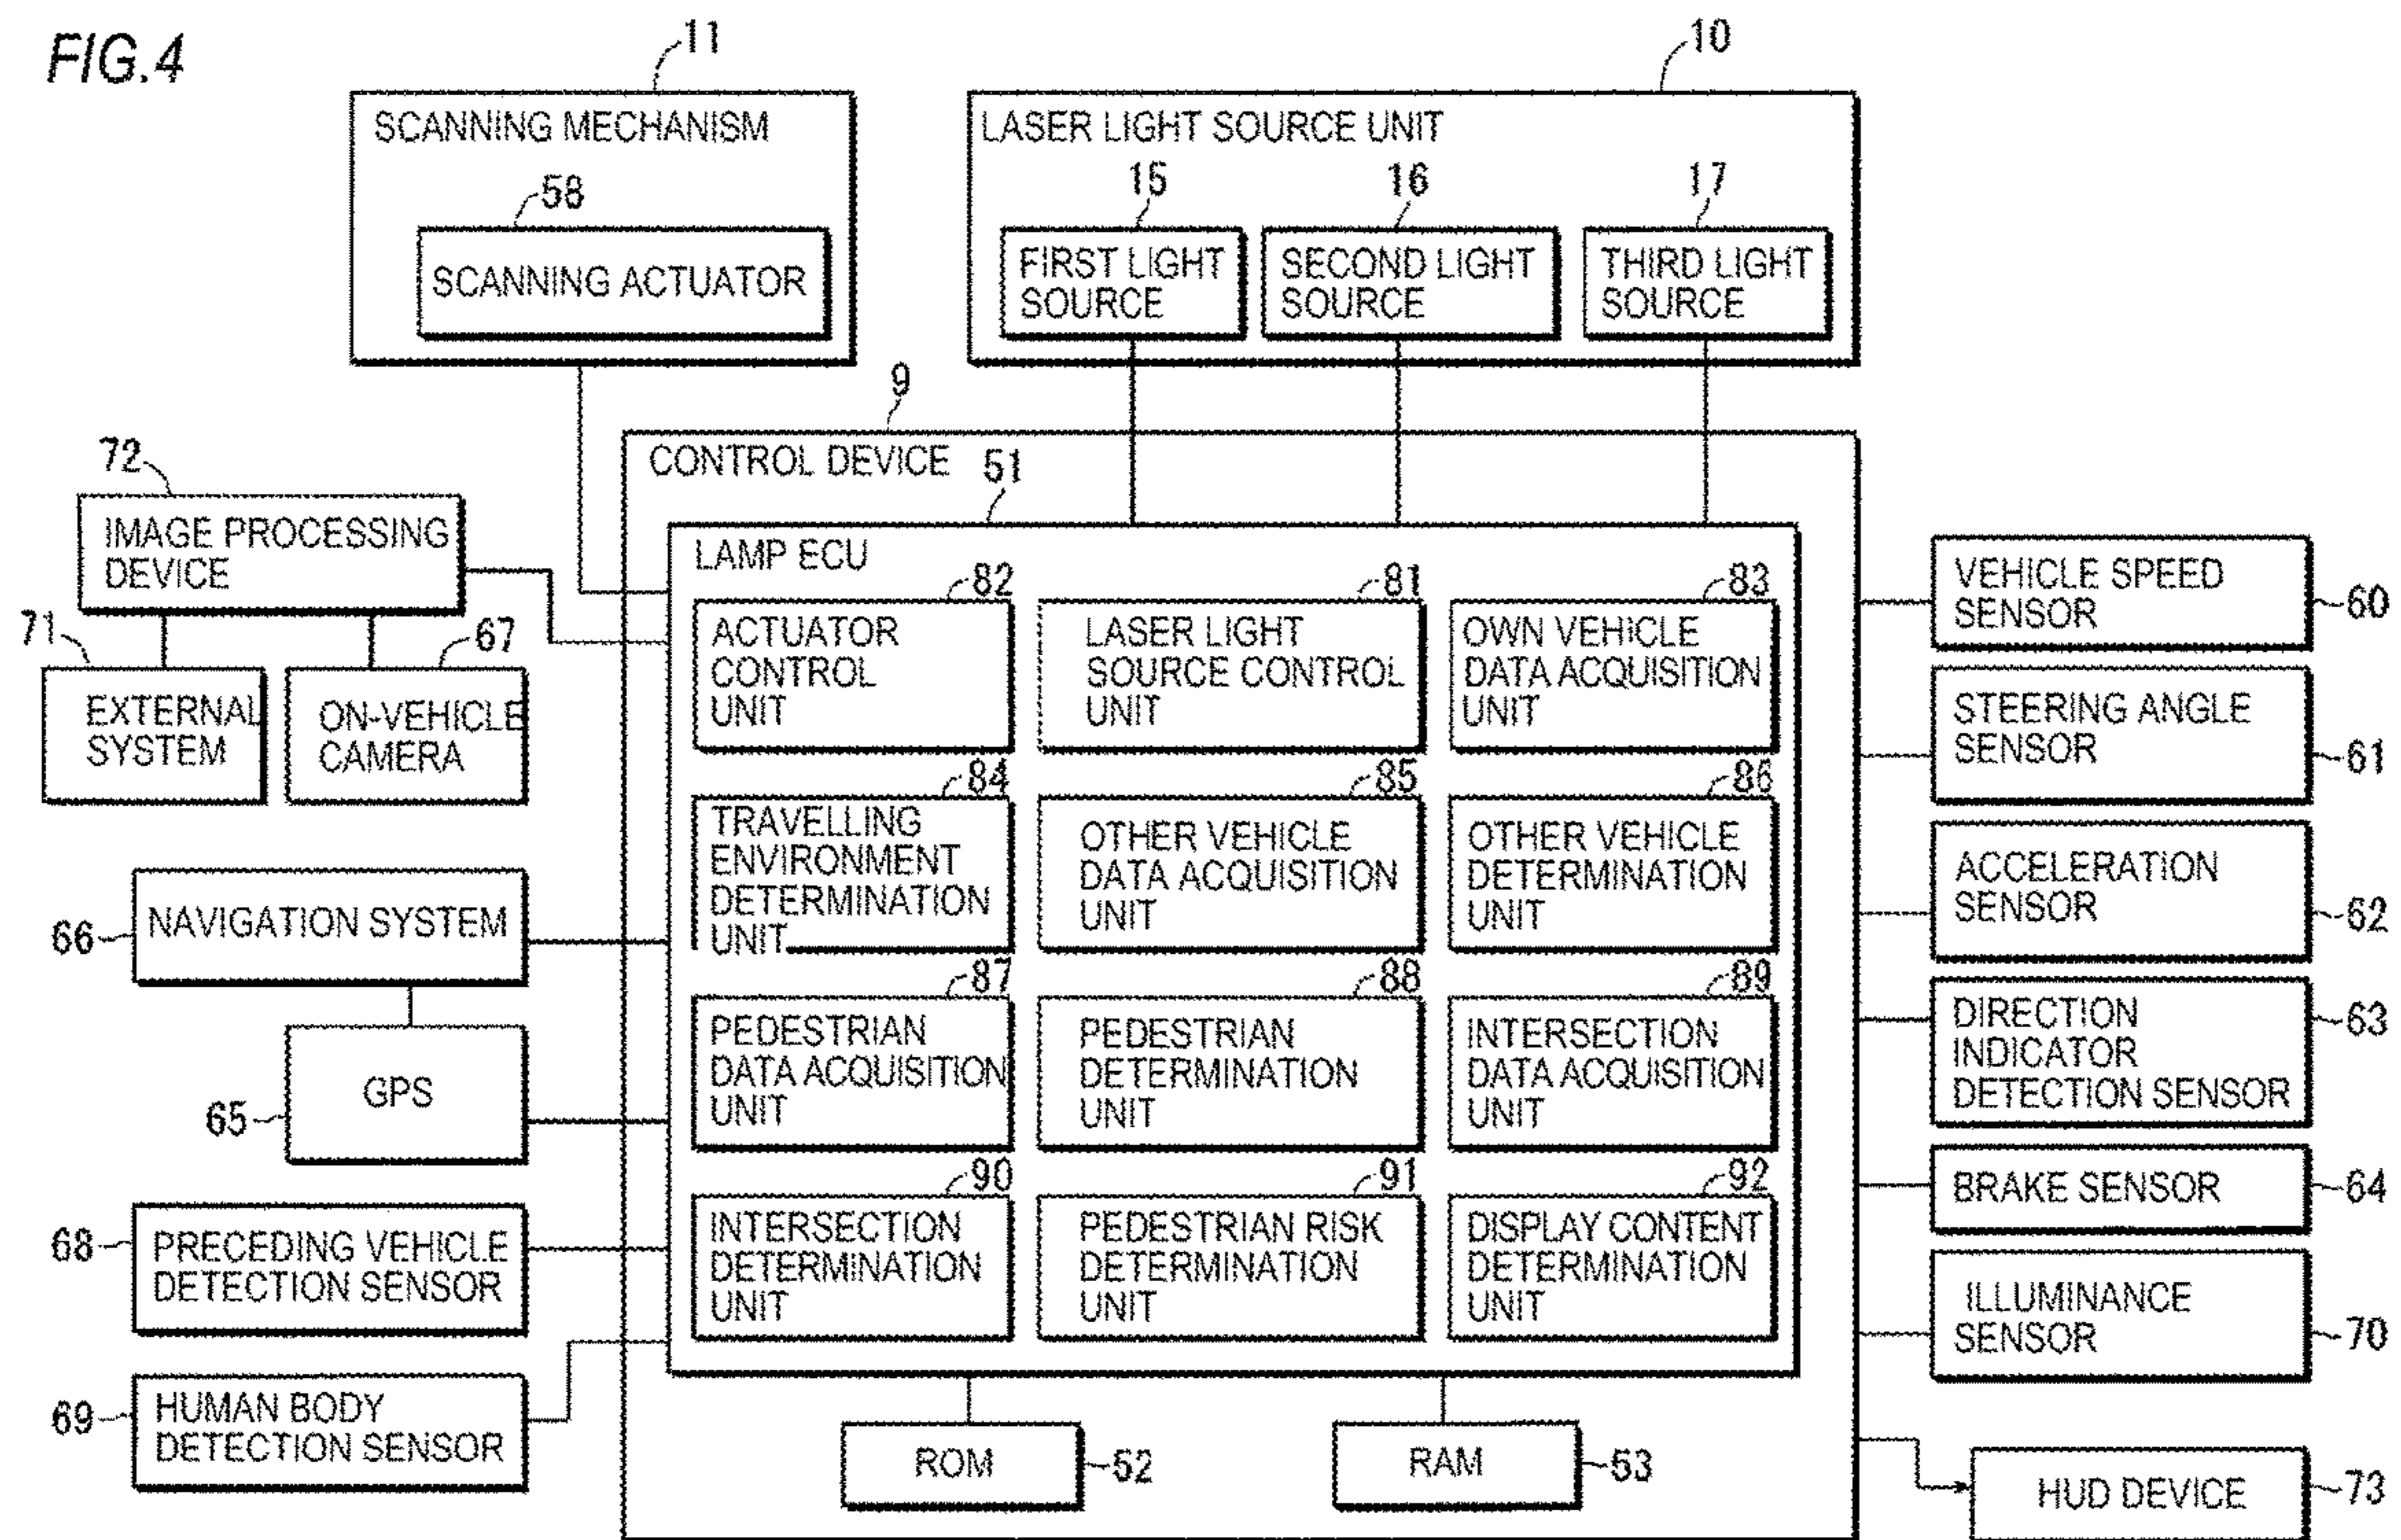 FIG.4
11
SCANNING MECHANISM
58
SCANNING ACTUATOR
10
LASER LIGHT SOURCE UNIT
15
FIRST LIGHT
SOURCE
16
SECOND LIGHT
SOURCE
17
THIRD LIGHT
SOURCE
9
CONTROL DEVICE
51
LAMP ECU
82
ACTUATOR
CONTROL
UNIT
81
LASER LIGHT
SOURCE CONTROL
UNIT
83
OWN VEHICLE
DATA ACQUISITION
UNIT
84
TRAVELLING
ENVIRONMENT
DETERMINATION
UNIT
85
OTHER VEHICLE
DATA ACQUISITION
UNIT
86
OTHER VEHICLE
DETERMINATION
UNIT
87
PEDESTRIAN
DATA ACQUISITION
UNIT
88
PEDESTRIAN
DETERMINATION
UNIT
89
INTERSECTION
DATA ACQUISITION
UNIT
90
INTERSECTION
DETERMINATION
UNIT
91
PEDESTRIAN RISK
DETERMINATION
UNIT
92
DISPLAY CONTENT
DETERMINATION
UNIT
ROM
52
RAM
53
72
IMAGE PROCESSING
DEVICE
71
EXTERNAL
SYSTEM
67
ON-VEHICLE
CAMERA
66
NAVIGATION SYSTEM
65
GPS
68
PRECEDING VEHICLE
DETECTION SENSOR
69
HUMAN BODY
DETECTION SENSOR
VEHICLE SPEED
SENSOR
60
STEERING ANGLE
SENSOR
61
ACCELERATION
SENSOR
62
DIRECTION
INDICATOR
DETECTION SENSOR
63
BRAKE SENSOR
64
ILLUMINANCE
SENSOR
70
HUD DEVICE
73